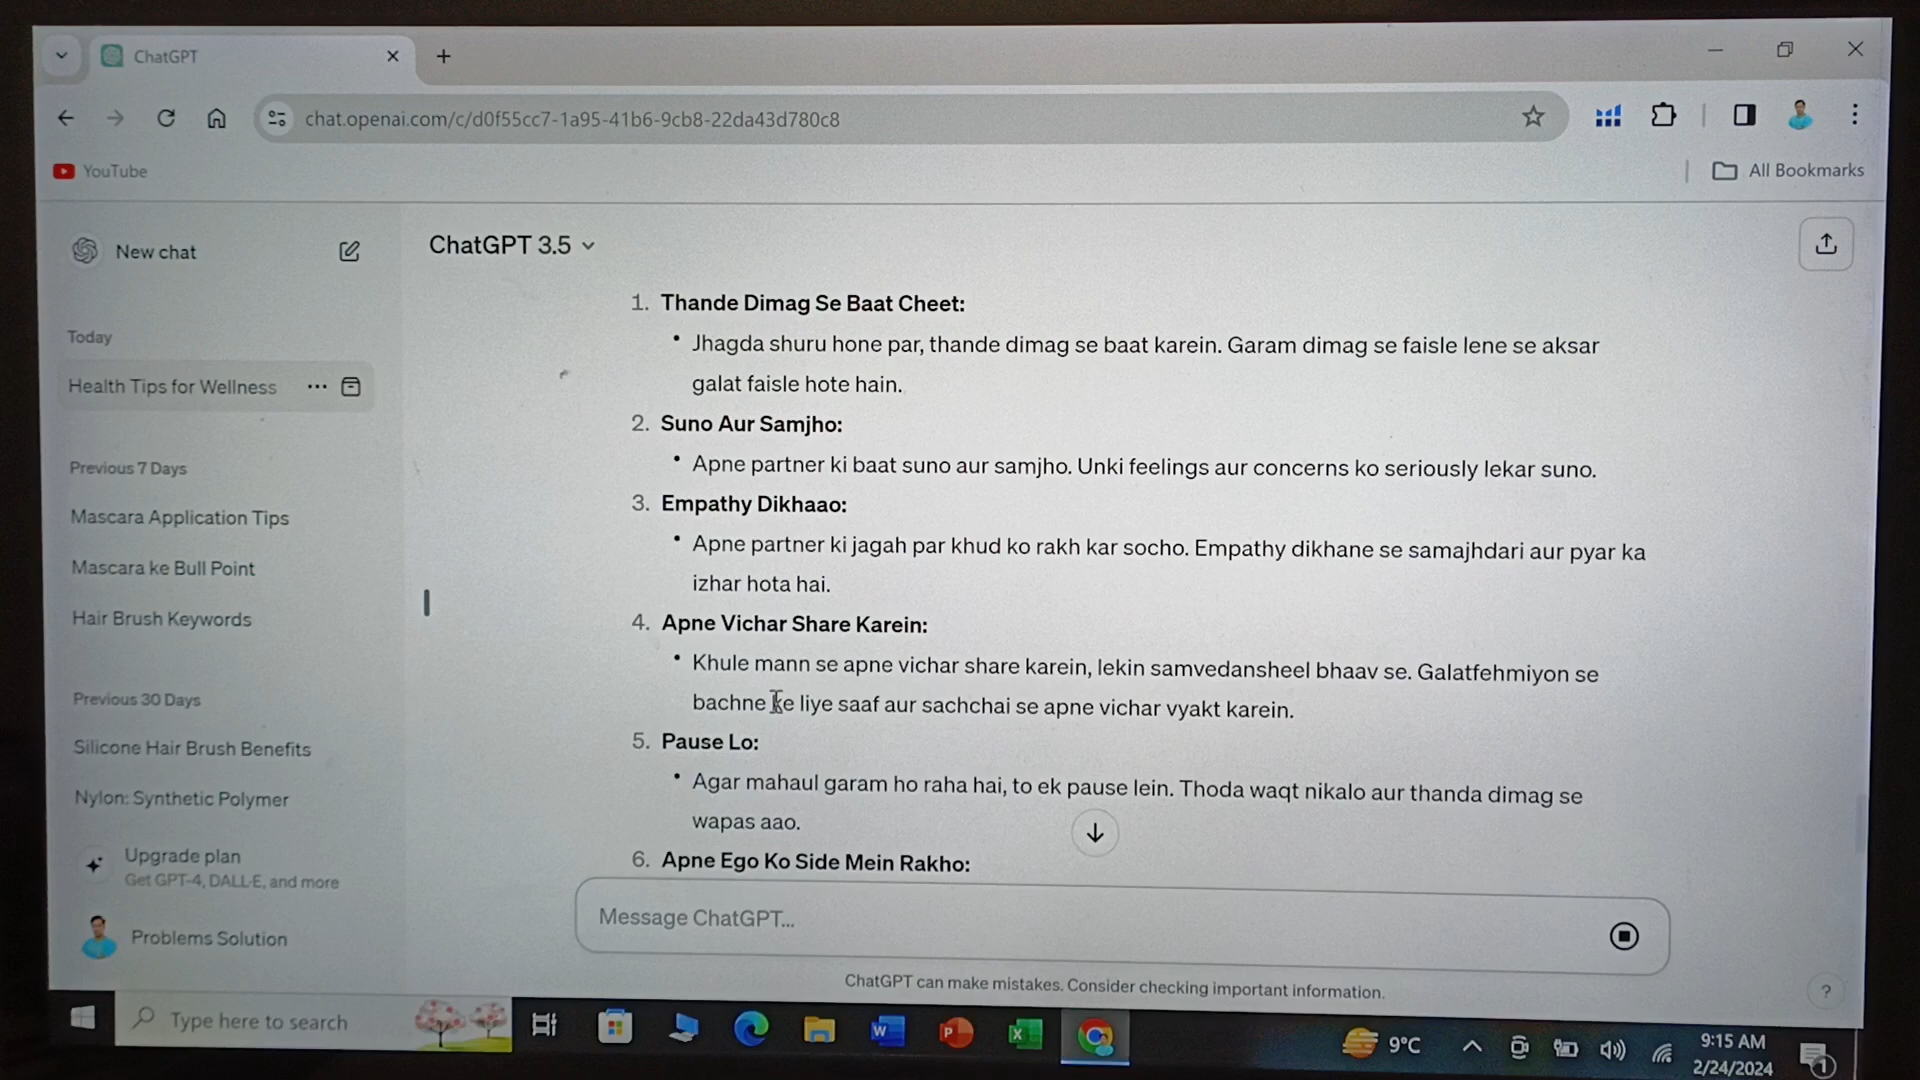 ChatGPT
chat.openai.com/c/d0f55cc7-1a95-41b6-9cb8-22da43d780c8
YouTube
All Bookmarks
New chat
Today
Health Tips for Wellness
Previous 7 Days
Mascara Application Tips
Mascara ke Bull Point
Hair Brush Keywords
Previous 30 Days
Silicone Hair Brush Benefits
Nylon: Synthetic Polymer
Upgrade plan
Get GPT-4, DALL·E, and more
Problems Solution
ChatGPT 3.5
1. Thande Dimag Se Baat Cheet:
• Jhagda shuru hone par, thande dimag se baat karein. Garam dimag se faisle lene se aksar
galat faisle hote hain.
2. Suno Aur Samjho:
• Apne partner ki baat suno aur samjho. Unki feelings aur concerns ko seriously lekar suno.
3. Empathy Dikhaao:
• Apne partner ki jagah par khud ko rakh kar socho. Empathy dikhane se samajhdari aur pyar ka
izhar hota hai.
4. Apne Vichar Share Karein:
• Khule mann se apne vichar share karein, lekin samvedansheel bhaav se. Galatfehmiyon se
bachne ke liye saaf aur sachchai se apne vichar vyakt karein.
5. Pause Lo:
• Agar mahaul garam ho raha hai, to ek pause lein. Thoda waqt nikalo aur thanda dimag se
wapas aao.
6. Apne Ego Ko Side Mein Rakho:
Message ChatGPT...
ChatGPT can make mistakes. Consider checking important information.
?
Type here to search
W
P
X
9°C
9:15 AM
2/24/2024
1